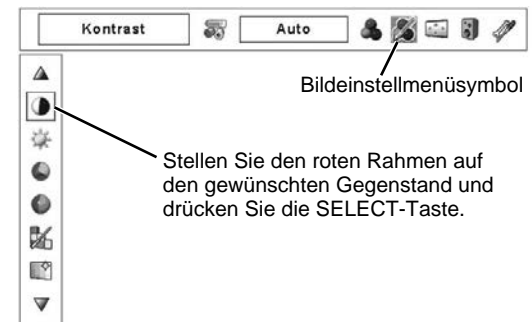 Kontrast
Auto
Bildeinstellmenüsymbol
Stellen Sie den roten Rahmen auf
den gewünschten Gegenstand und
drücken Sie die SELECT-Taste.